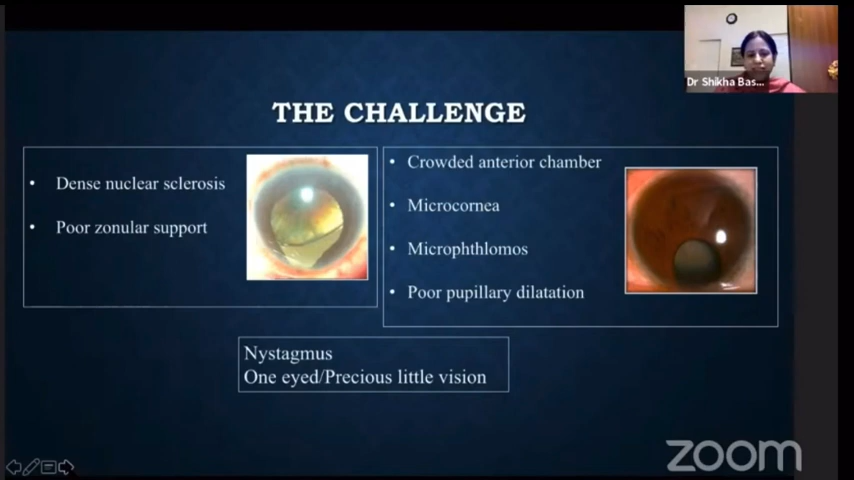 Dr Shikha Bas...
THE CHALLENGE
• Dense nuclear sclerosis
• Poor zonular support
• Crowded anterior chamber
• Microcornea
• Microphthlomos
• Poor pupillary dilatation
Nystagmus
One eyed/Precious little vision
zoom